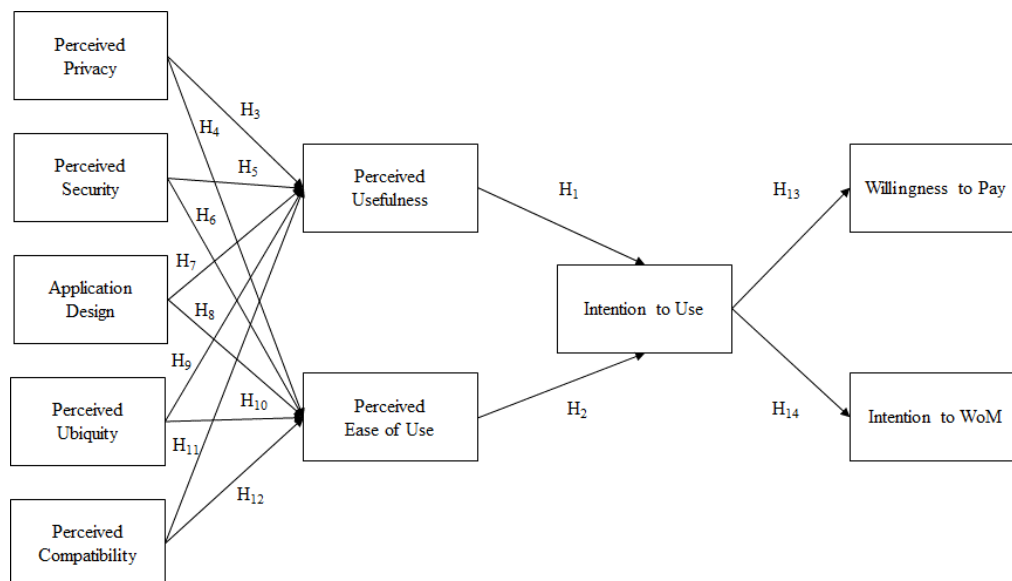 Perceived
Privacy
H₃
H₄
Perceived
Security
H₅
H₆
Perceived
Usefulness
H₁
H₁₃
Willingness to Pay
Application
Design
H₇
H₈
Intention to Use
H₉
Perceived
Ubiquity
H₁₀
H₁₁
Perceived
Ease of Use
H₂
H₁₄
Intention to WoM
H₁₂
Perceived
Compatibility